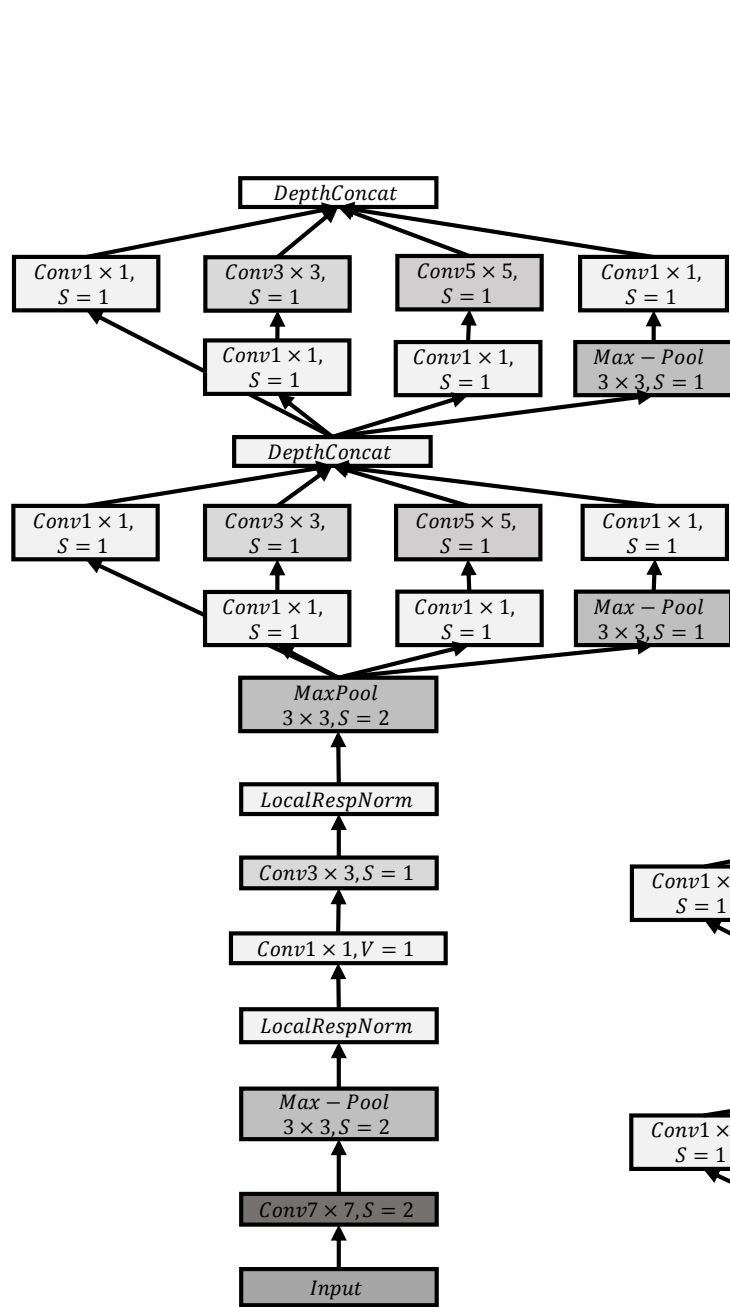 DepthConcat
Conv1 × 1,
S = 1
Conv3 × 3,
S = 1
Conv5 × 5,
S = 1
Conv1 × 1,
S = 1
Conv1 × 1,
S = 1
Conv1 × 1,
S = 1
Max − Pool
3 × 3, S = 1
DepthConcat
Conv1 × 1,
S = 1
Conv3 × 3,
S = 1
Conv5 × 5,
S = 1
Conv1 × 1,
S = 1
Conv1 × 1,
S = 1
Conv1 × 1,
S = 1
Max − Pool
3 × 3, S = 1
MaxPool
3 × 3, S = 2
LocalRespNorm
Conv3 × 3, S = 1
Conv1 × 1, V = 1
LocalRespNorm
Max − Pool
3 × 3, S = 2
Conv7 × 7, S = 2
Input
Conv1 ×
S = 1
Conv1 ×
S = 1